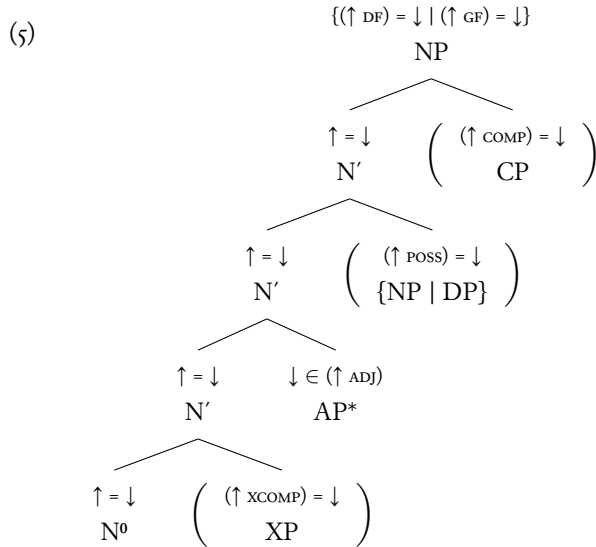 (5)
{(↑ DF) = ↓ | (↑ GF) = ↓}
NP
↑ = ↓ ( (↑ COMP) = ↓ )
N′ CP
↑ = ↓ ( (↑ POSS) = ↓ )
N′ {NP | DP}
↑ = ↓ ↓ ∈ (↑ ADJ)
N′ AP*
↑ = ↓ ( (↑ XCOMP) = ↓ )
N⁰ XP